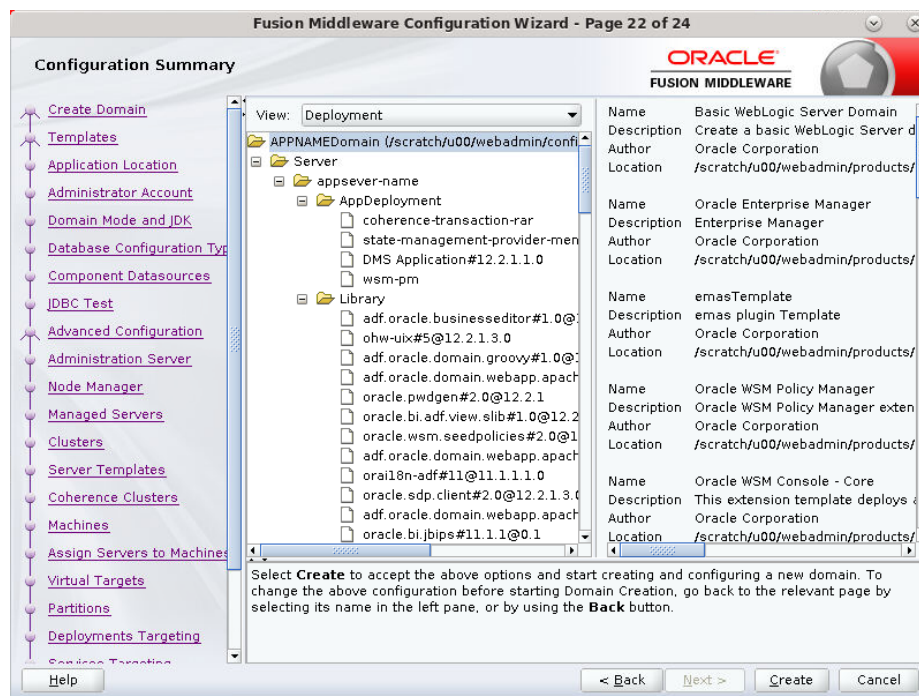 Fusion Middleware Configuration Wizard - Page 22 of 24
Configuration Summary
ORACLE
FUSION MIDDLEWARE
Create Domain
Templates
Application Location
Administrator Account
Domain Mode and JDK
Database Configuration Typ
Component Datasources
JDBC Test
Advanced Configuration
Administration Server
Node Manager
Managed Servers
Clusters
Server Templates
Coherence Clusters
Machines
Assign Servers to Machines
Virtual Targets
Partitions
Deployments Targeting
Services Targeting
View: Deployment
APPNAMEDomain (/scratch/u00/webadmin/confi
Server
appsever-name
AppDeployment
coherence-transaction-rar
state-management-provider-mem
DMS Application#12.2.1.1.0
wsm-pm
Library
adf.oracle.businesseditor#1.0@1
ohw-uix#5@12.2.1.3.0
adf.oracle.domain.groovy#1.0@1
adf.oracle.domain.webapp.apach
oracle.pwdgen#2.0@12.2.1
oracle.bi.adf.view.slib#1.0@12.2
oracle.wsm.seedpolicies#2.0@1
adf.oracle.domain.webapp.apach
orai18n-adf#11@11.1.1.1.0
oracle.sdp.client#2.0@12.2.1.3.0
adf.oracle.domain.webapp.apach
oracle.bi.jbips#11.1.1@0.1
Name Basic WebLogic Server Domain
Description Create a basic WebLogic Server d
Author Oracle Corporation
Location /scratch/u00/webadmin/products/
Name Oracle Enterprise Manager
Description Enterprise Manager
Author Oracle Corporation
Location /scratch/u00/webadmin/products/
Name emasTemplate
Description emas plugin Template
Author Oracle Corporation
Location /scratch/u00/webadmin/products/
Name Oracle WSM Policy Manager
Description Oracle WSM Policy Manager exten
Author Oracle Corporation
Location /scratch/u00/webadmin/products/
Name Oracle WSM Console - Core
Description This extension template deploys a
Author Oracle Corporation
Location /scratch/u00/webadmin/products/
Select Create to accept the above options and start creating and configuring a new domain. To
change the above configuration before starting Domain Creation, go back to the relevant page by
selecting its name in the left pane, or by using the Back button.
Help
< Back
Next >
Create
Cancel